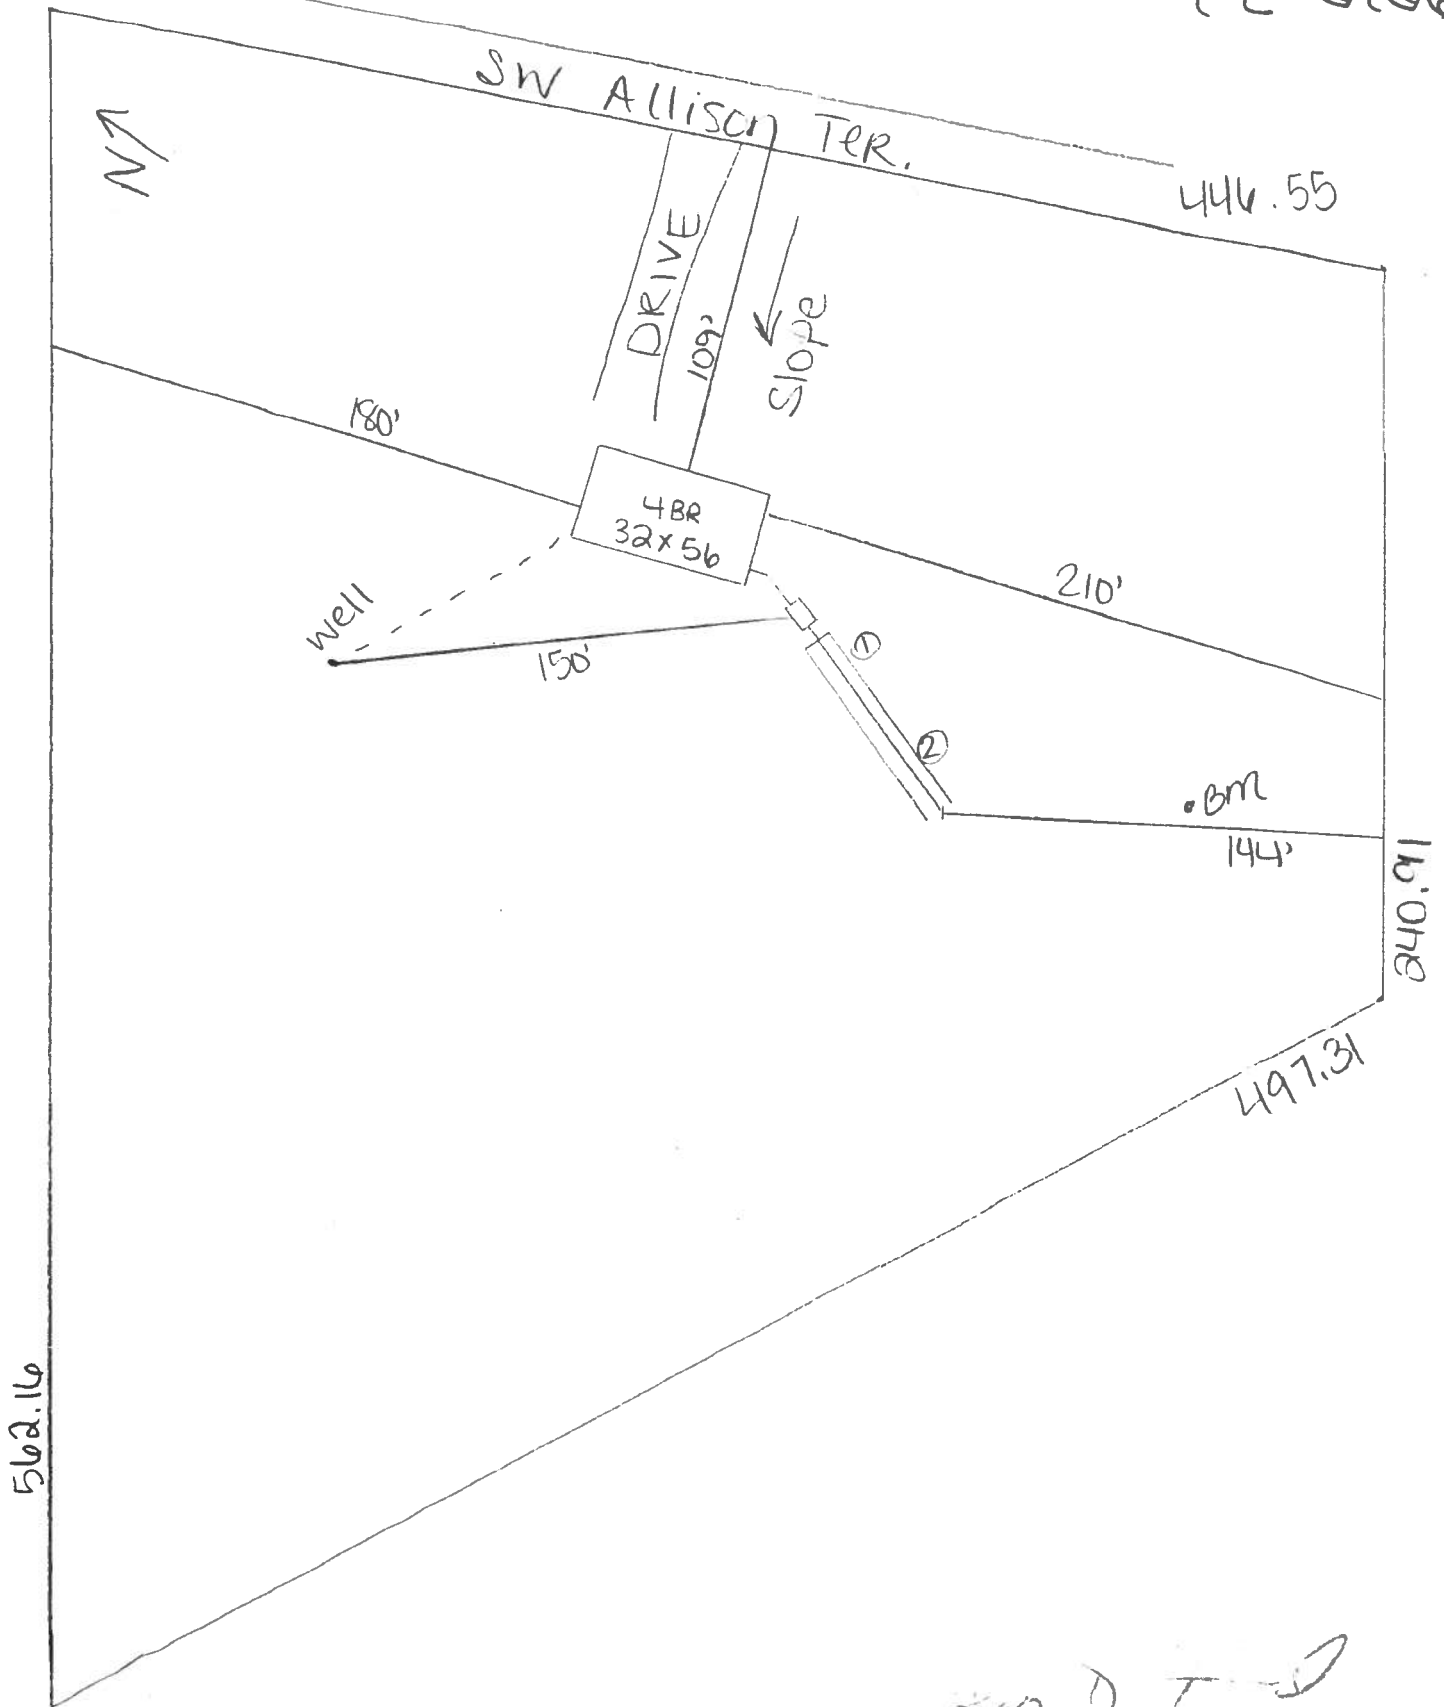 SW Allison TeR.
446.55
N
DRIVE
109'
Slope
180'
4BR
32x56
210'
well
150'
①
②
BM
144'
240.91
497.31
562.16